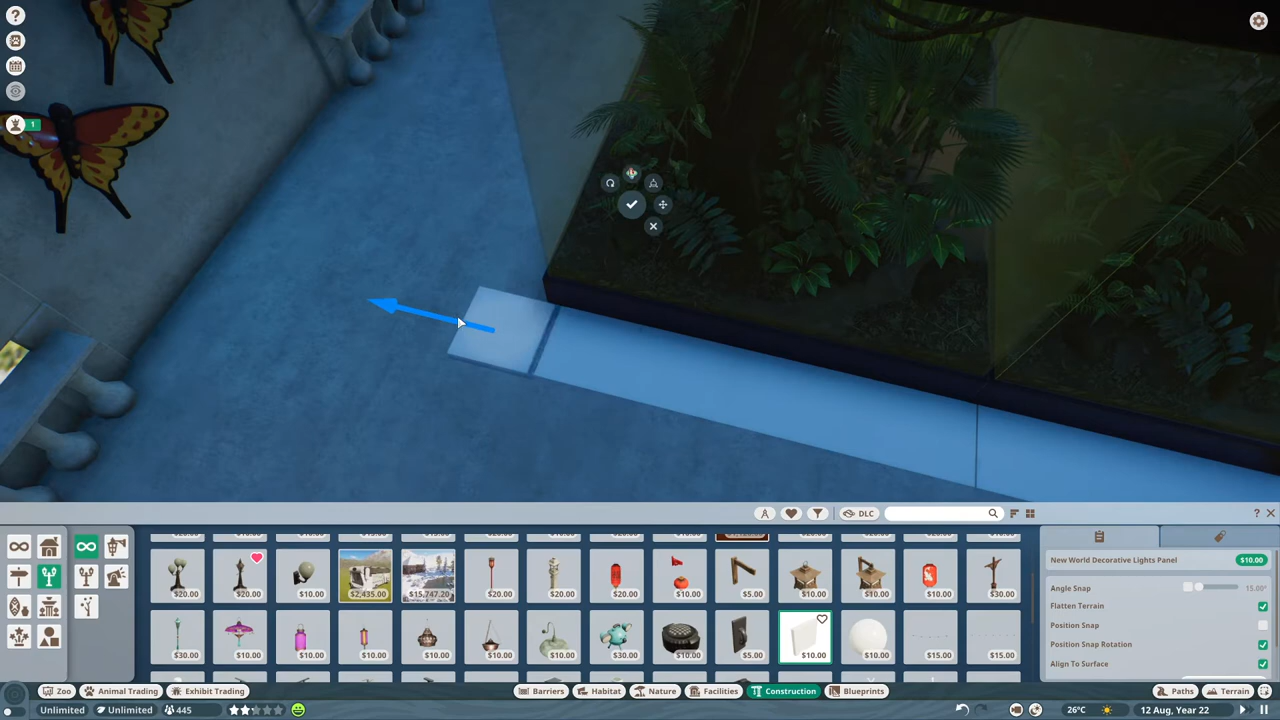 ?
1
DLC
? ×
$20.00 $20.00 $10.00 $2,435.00 $15,747.20 $20.00 $20.00 $20.00 $10.00 $5.00 $10.00 $10.00 $10.00 $30.00
$30.00 $10.00 $10.00 $10.00 $10.00 $10.00 $10.00 $30.00 $10.00 $5.00 $10.00 $10.00 $15.00 $15.00
New World Decorative Lights Panel $10.00
Angle Snap 15.00°
Flatten Terrain
Position Snap
Position Snap Rotation
Align To Surface
Zoo Animal Trading Exhibit Trading Barriers Habitat Nature Facilities Construction Blueprints Paths Terrain
Unlimited Unlimited 445 26°C 12 Aug, Year 22